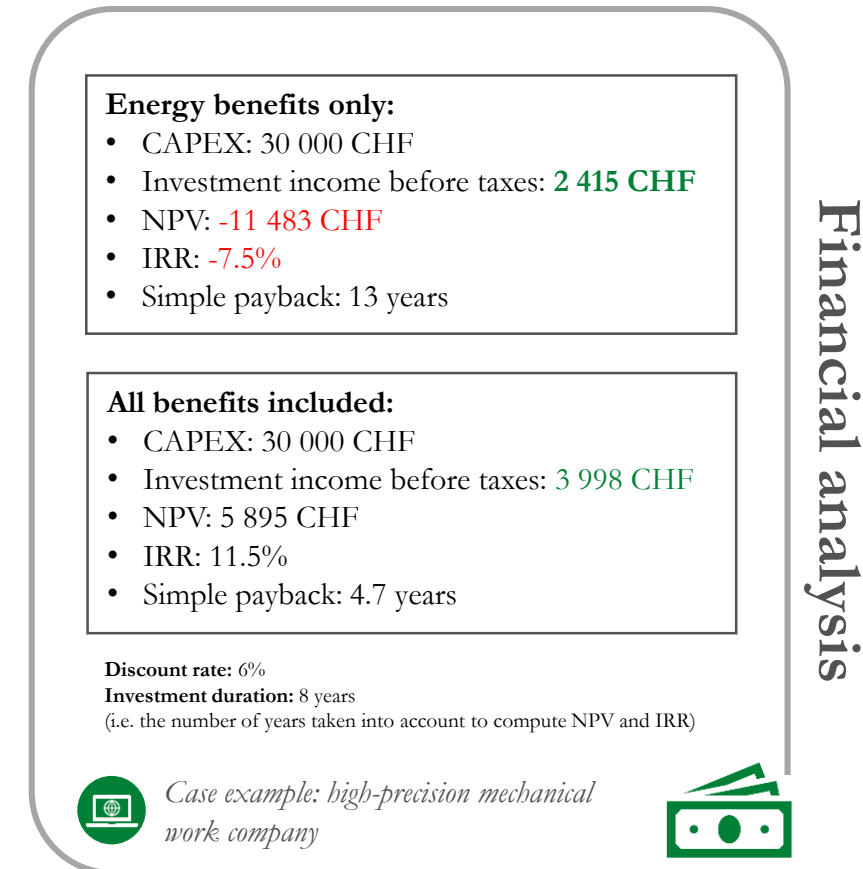 Energy benefits only:
• CAPEX: 30 000 CHF
• Investment income before taxes: 2 415 CHF
• NPV: -11 483 CHF
• IRR: -7.5%
• Simple payback: 13 years
All benefits included:
• CAPEX: 30 000 CHF
• Investment income before taxes: 3 998 CHF
• NPV: 5 895 CHF
• IRR: 11.5%
• Simple payback: 4.7 years
Discount rate: 6%
Investment duration: 8 years
(i.e. the number of years taken into account to compute NPV and IRR)
Case example: high-precision mechanical
work company
Financial analysis